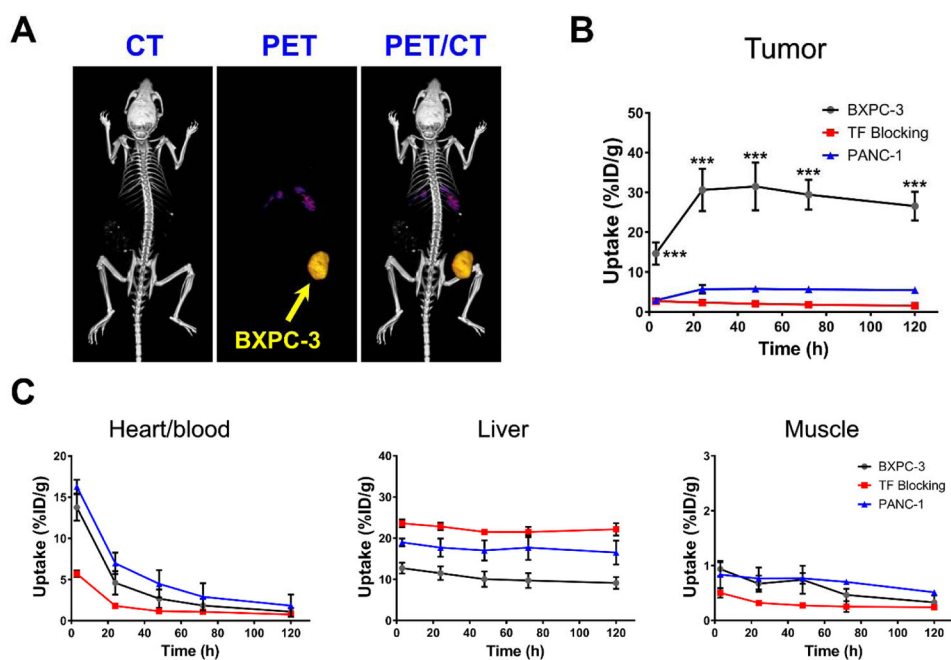 A
CT
PET
PET/CT
BXPC-3
B
Tumor
BXPC-3
TF Blocking
PANC-1
Uptake (%ID/g)
50
40
30
20
10
0
***
***
***
***
***
0 20 40 60 80 100 120
Time (h)
C
Heart/blood
Uptake (%ID/g)
20
15
10
5
0
0 20 40 60 80 100 120
Time (h)
Liver
Uptake (%ID/g)
40
30
20
10
0
0 20 40 60 80 100 120
Time (h)
Muscle
BXPC-3
TF Blocking
PANC-1
Uptake (%ID/g)
3
2
1
0
0 20 40 60 80 100 120
Time (h)